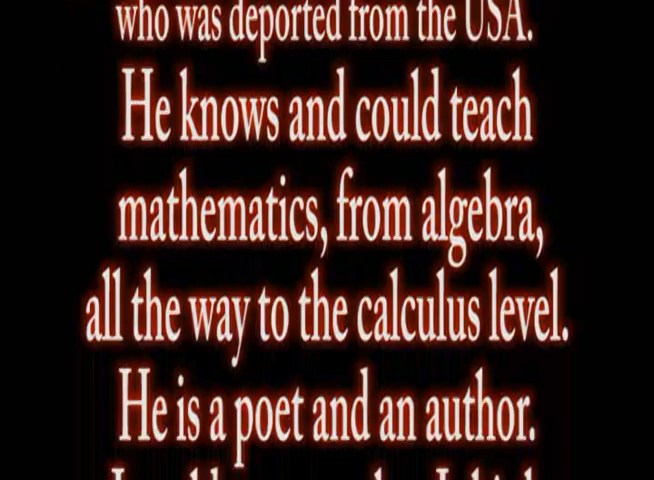 who was deported from the USA.
He knows and could teach
mathematics, from algebra,
all the way to the calculus level.
He is a poet and an author.